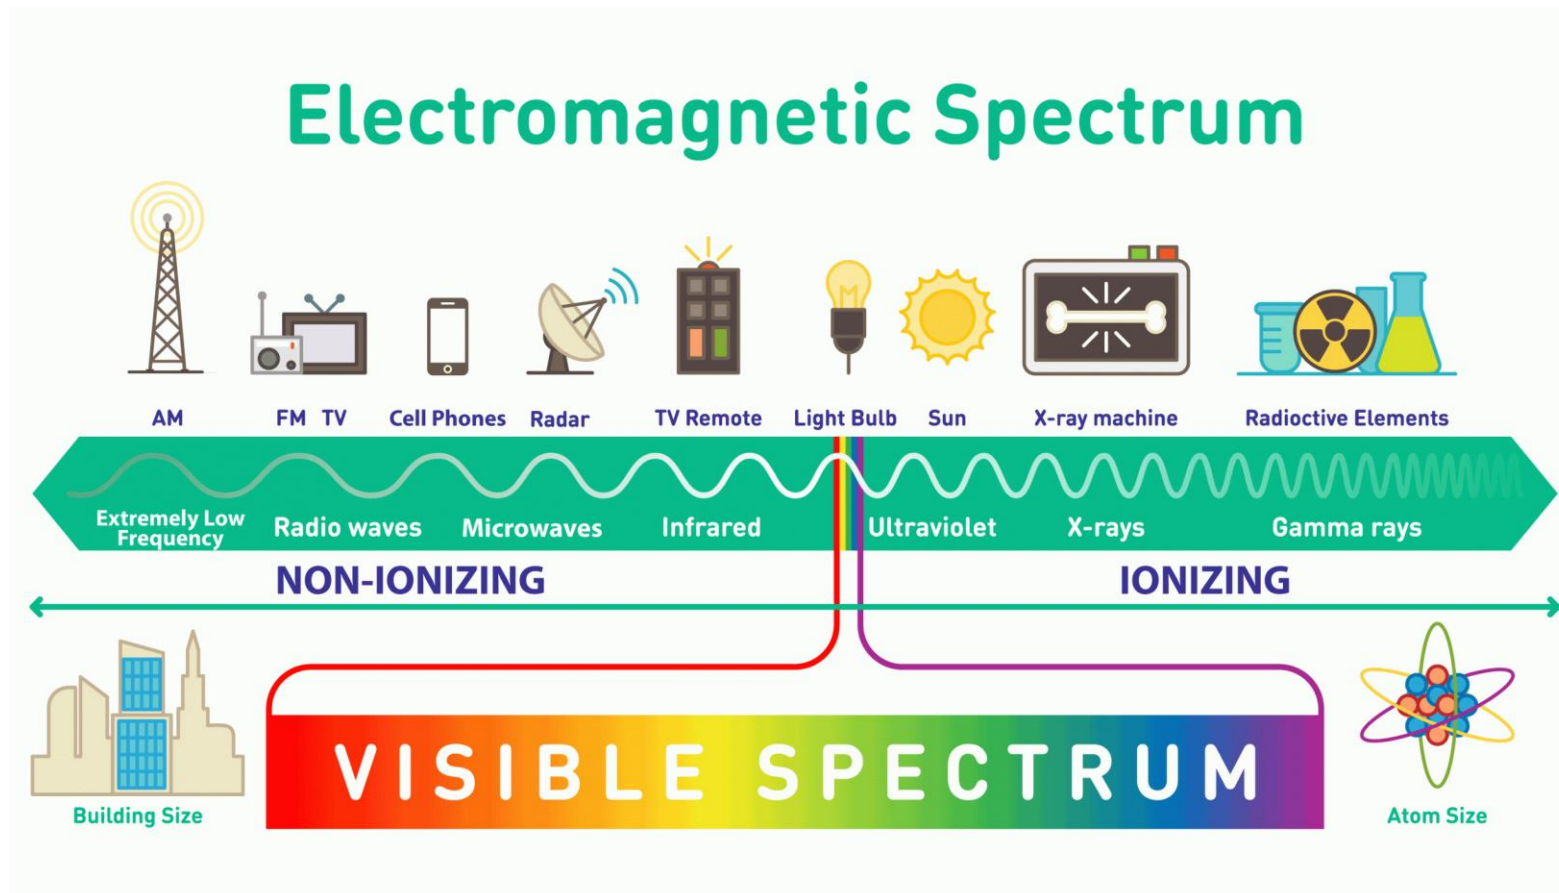 Electromagnetic Spectrum
AM
FM TV
Cell Phones
Radar
TV Remote
Light Bulb
Sun
X-ray machine
Radioctive Elements
Extremely Low
Frequency
Radio waves
Microwaves
Infrared
Ultraviolet
X-rays
Gamma rays
NON-IONIZING
IONIZING
Building Size
VISIBLE SPECTRUM
Atom Size